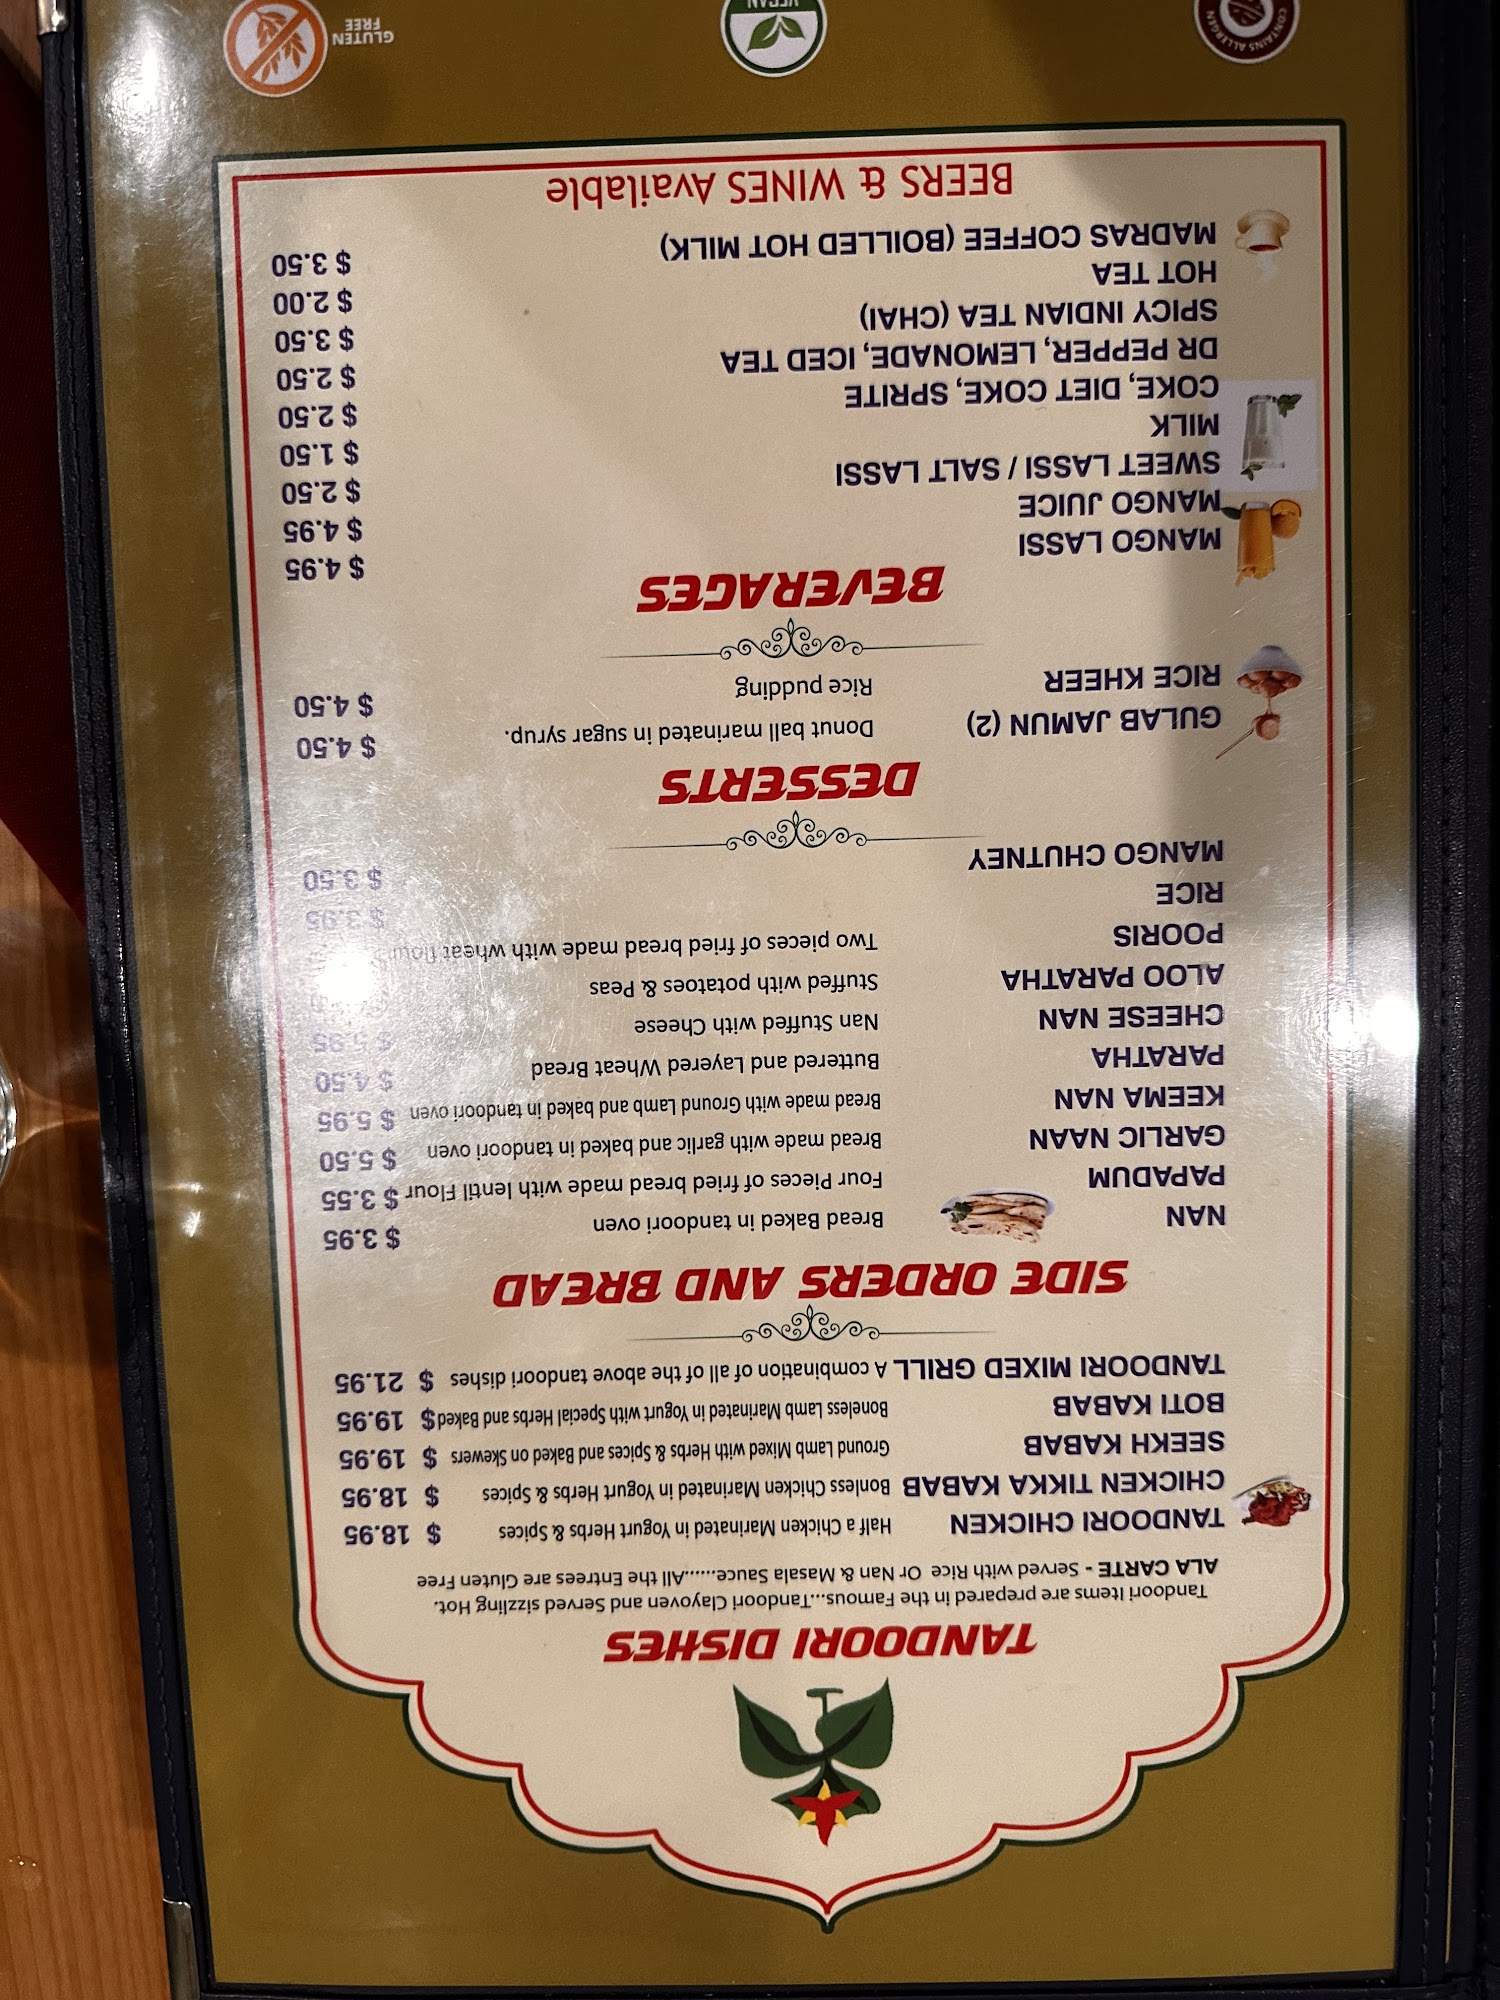 TANDOORI DISHES
Tandoori Items are prepared in the Famous...Tandoori Clayoven and Served sizzling Hot.
ALA CARTE - Served with Rice Or Nan & Masala Sauce......All the Entrees are Gluten Free
TANDOORI CHICKEN Half a Chicken Marinated in Yogurt Herbs & Spices $ 18.95
CHICKEN TIKKA KABAB Bonless Chicken Marinated in Yogurt Herbs & Spices $ 18.95
SEEKH KABAB Ground Lamb Mixed with Herbs & Spices and Baked on Skewers $ 19.95
BOTI KABAB Boneless Lamb Marinated in Yogurt with Special Herbs and Baked $ 19.95
TANDOORI MIXED GRILL A combination of all of the above tandoori dishes $ 21.95
SIDE ORDERS AND BREAD
NAN Bread Baked in tandoori oven $ 3.95
PAPADUM Four Pieces of fried bread made with lentil Flour $ 3.55
GARLIC NAAN Bread made with garlic and baked in tandoori oven $ 5.50
KEEMA NAN Bread made with Ground Lamb and baked in tandoori oven $ 5.95
PARATHA Buttered and Layered Wheat Bread $ 4.50
CHEESE NAN Nan Stuffed with Cheese $ 5.95
ALOO PARATHA Stuffed with potatoes & Peas
POORIS Two pieces of fried bread made with wheat flour
RICE $ 3.95
MANGO CHUTNEY $ 3.50
DESSERTS
GULAB JAMUN (2) Donut ball marinated in sugar syrup. $ 4.50
RICE KHEER Rice pudding $ 4.50
BEVERAGES
MANGO LASSI $ 4.95
MANGO JUICE $ 4.95
SWEET LASSI / SALT LASSI $ 2.50
MILK $ 1.50
COKE, DIET COKE, SPRITE $ 2.50
DR PEPPER, LEMONADE, ICED TEA $ 2.50
SPICY INDIAN TEA (CHAI) $ 3.50
HOT TEA $ 2.00
MADRAS COFFEE (BOILLED HOT MILK) $ 3.50
BEERS & WINES Available
CONTAINS ALLERGEN
VEGAN
GLUTEN
FREE